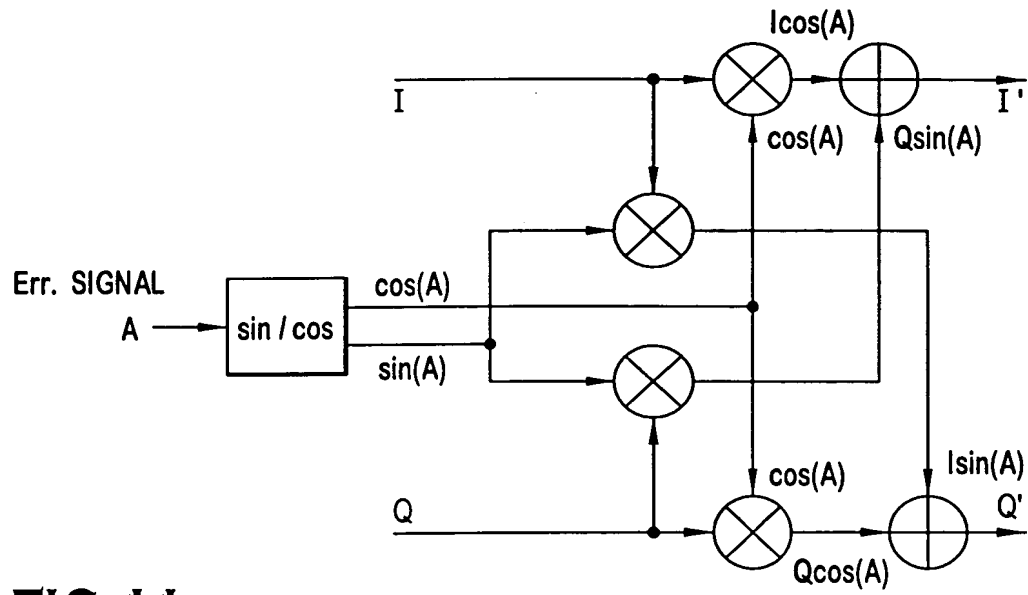 Icos(A)
I
I'
cos(A)
Qsin(A)
Err. SIGNAL
A
sin / cos
cos(A)
sin(A)
cos(A)
Isin(A)
Q
Q'
Qcos(A)